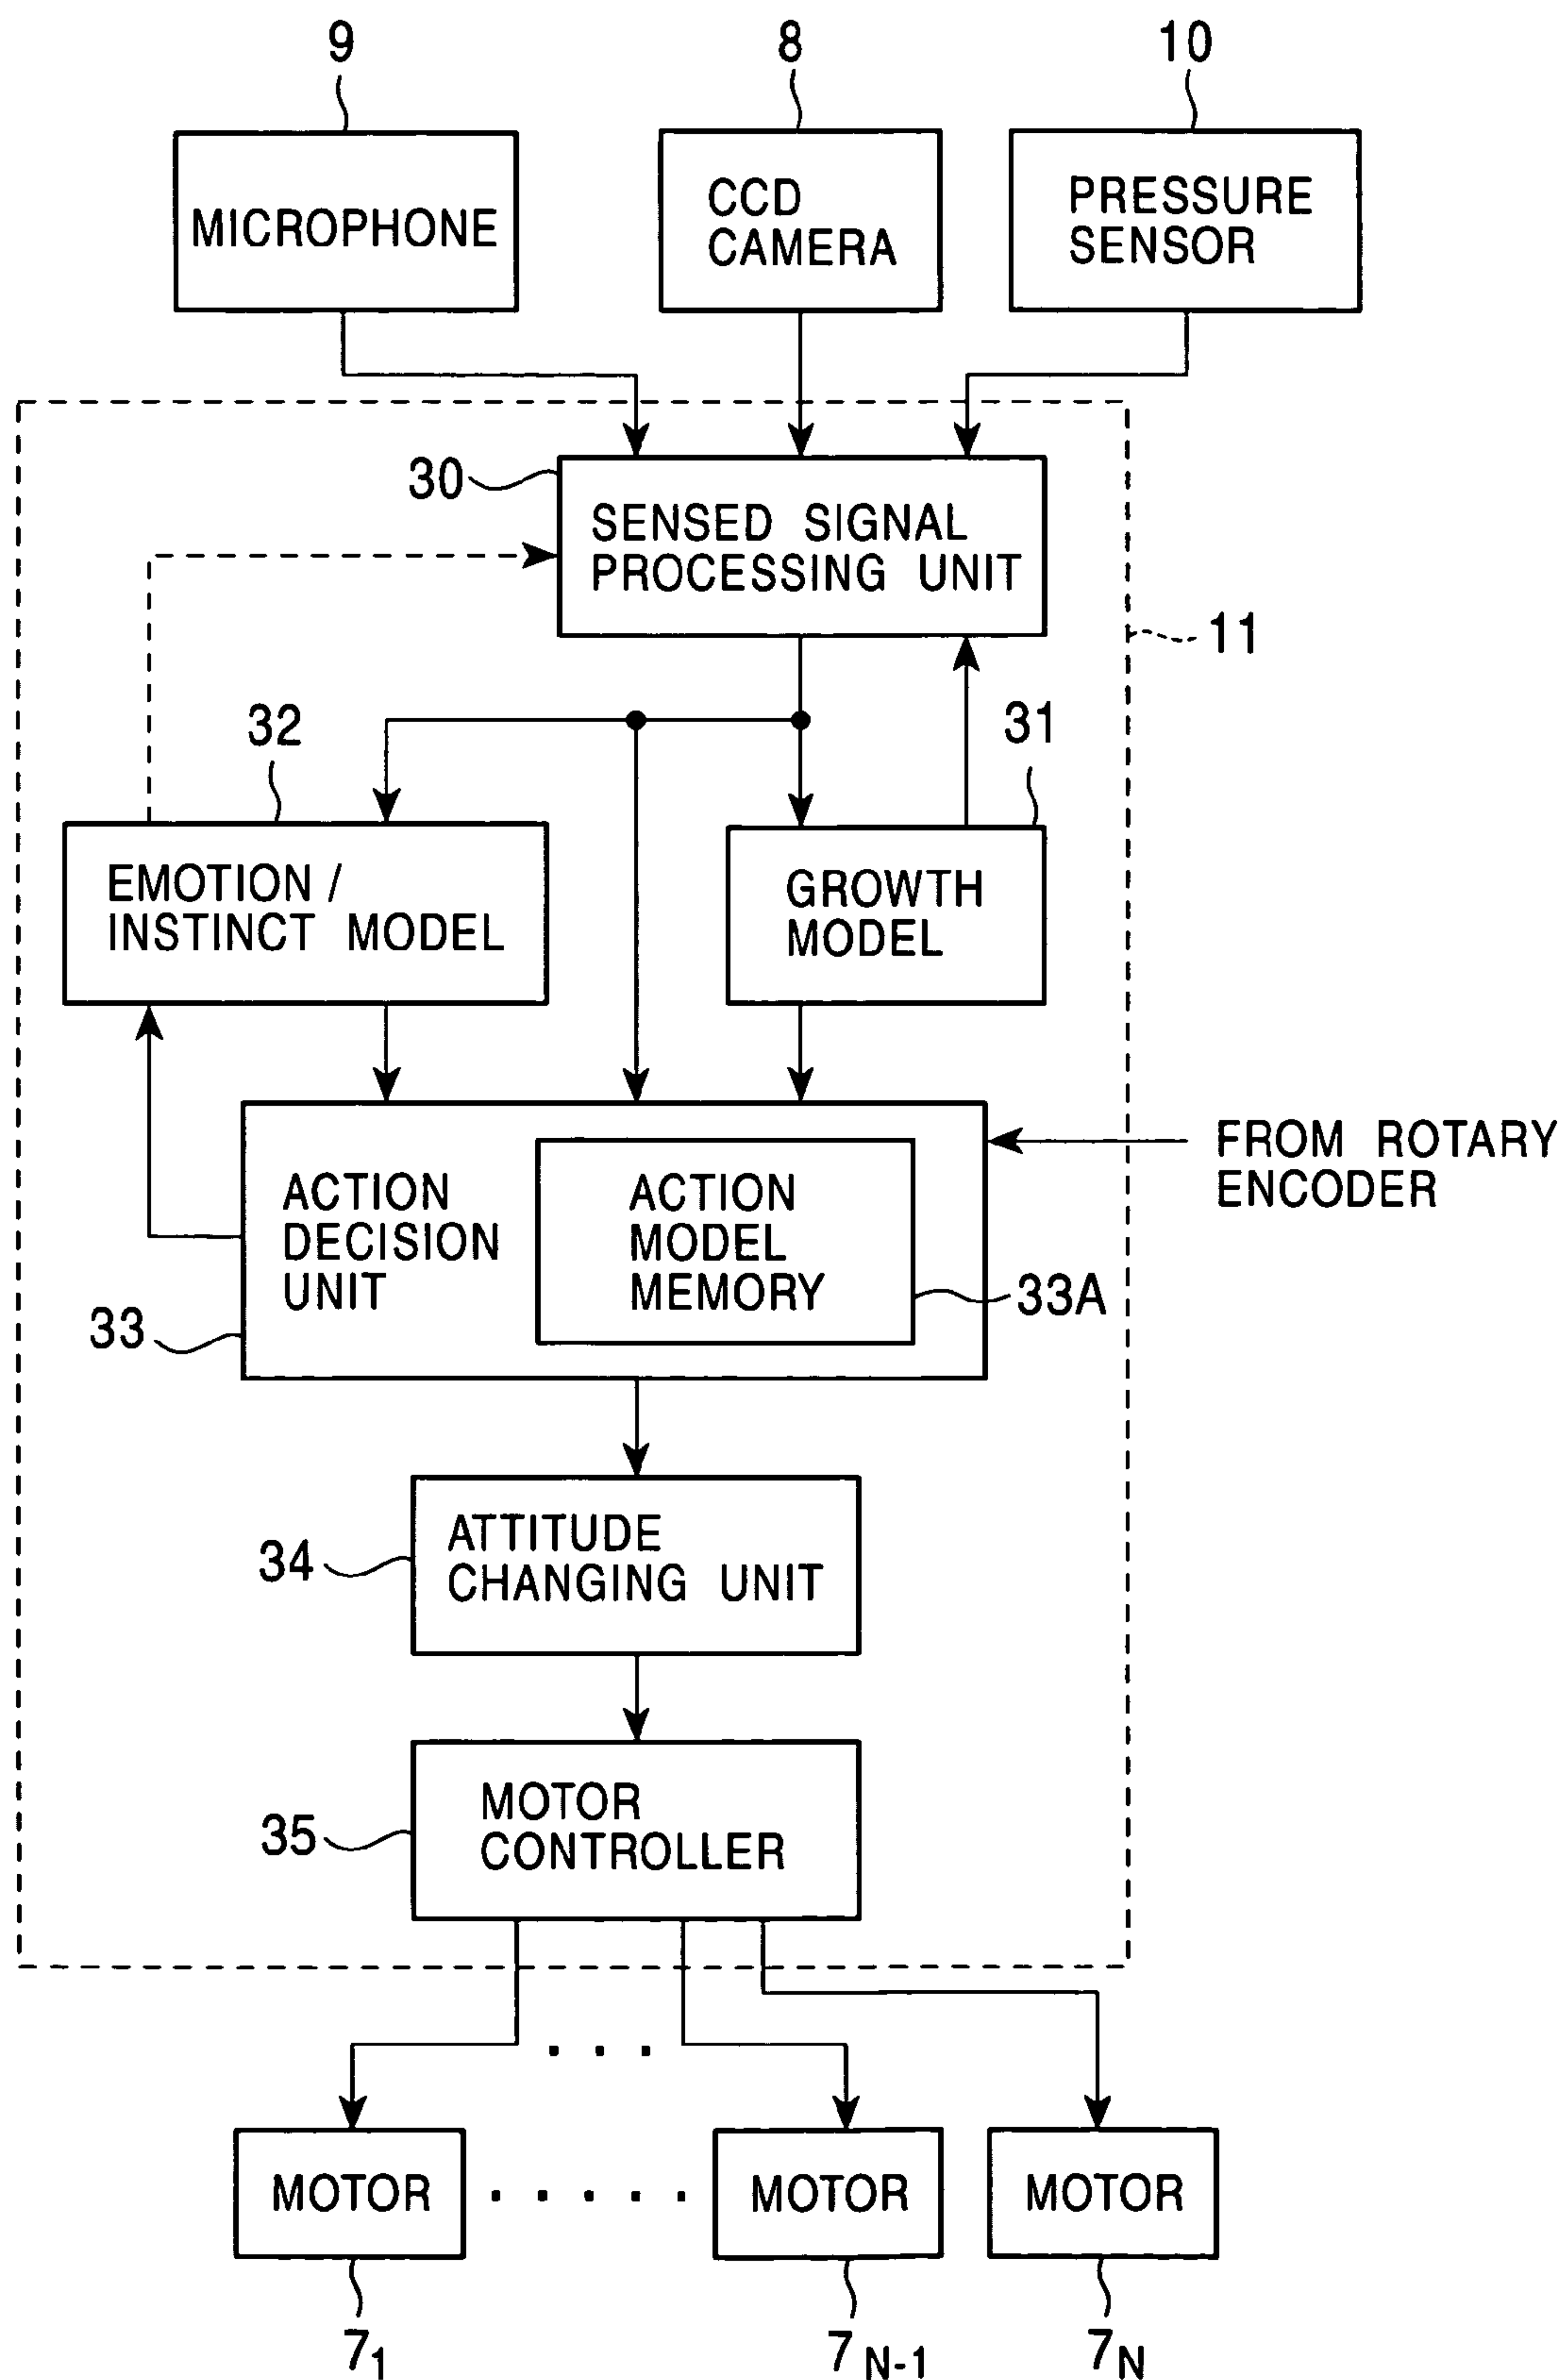 9
8
10
MICROPHONE
CCD
CAMERA
PRESSURE
SENSOR
30
SENSED SIGNAL
PROCESSING UNIT
11
32
31
EMOTION /
INSTINCT MODEL
GROWTH
MODEL
FROM ROTARY
ENCODER
ACTION
DECISION
UNIT
ACTION
MODEL
MEMORY
33A
33
ATTITUDE
CHANGING UNIT
34
MOTOR
CONTROLLER
35
. . .
MOTOR
. . . . .
MOTOR
MOTOR
7₁
7N-1
7N